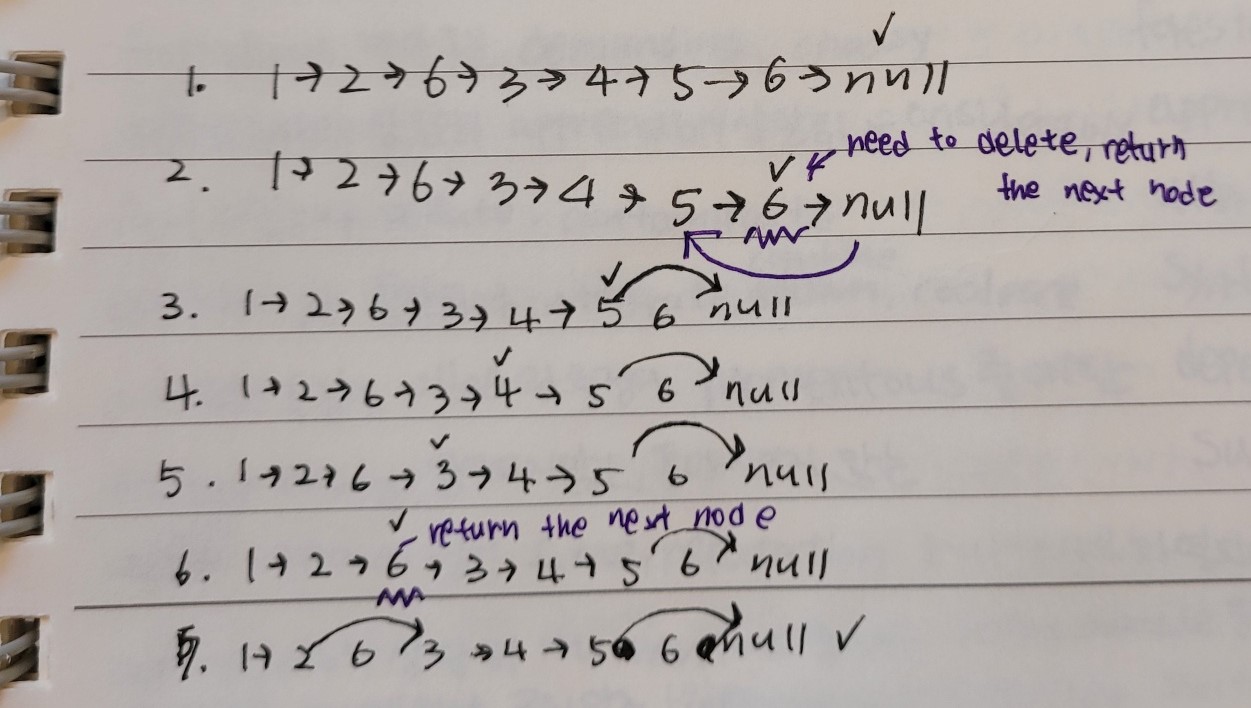 1. 1→2→6→3→4→5→6→null ✓
2. 1→2→6→3→4→5→6→null ✓ need to delete, return
the next node
3. 1→2→6→3→4→5 6 null ✓
4. 1→2→6→3→4→5 6 null ✓
5. 1→2→6→3→4→5 6 null ✓
✓ return the next node
6. 1→2→6→3→4→5 6 null
7. 1→2 6 3→4→5 6 null ✓